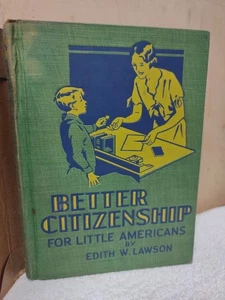 BETTER
CITIZENSHIP
FOR LITTLE AMERICANS
BY
EDITH W. LAWSON